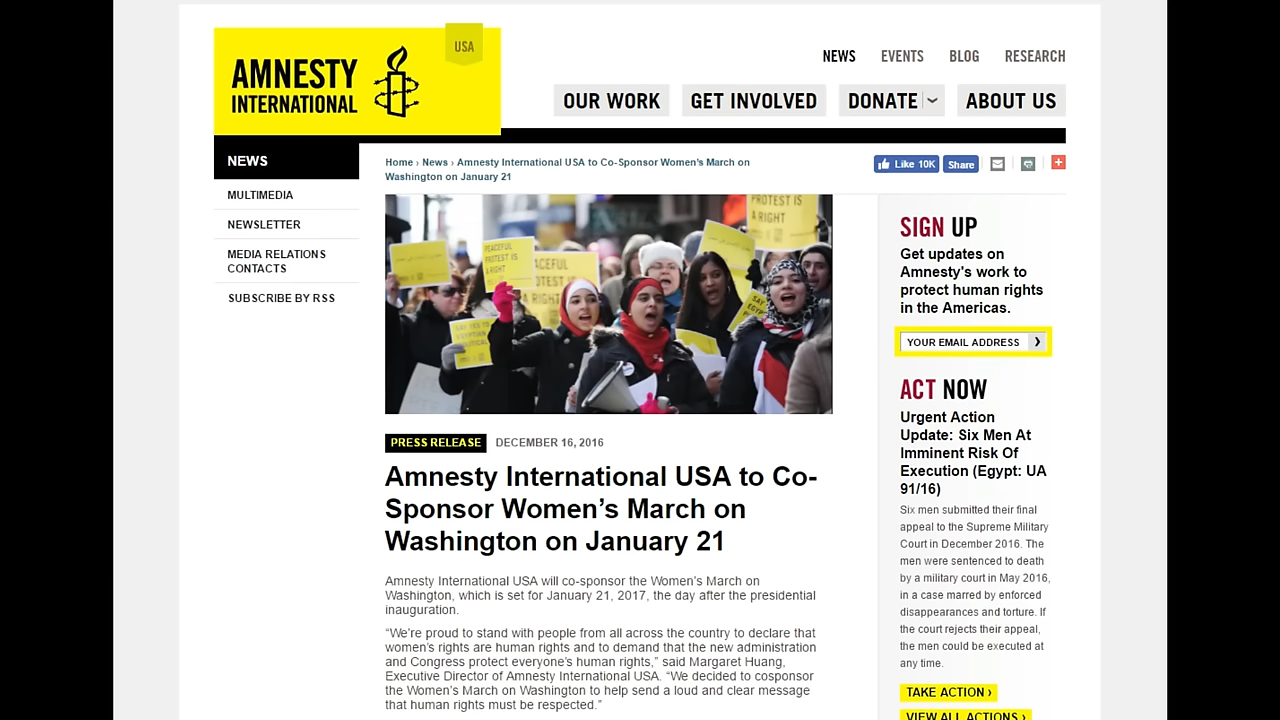 USA
AMNESTY
INTERNATIONAL
NEWS EVENTS BLOG RESEARCH
OUR WORK GET INVOLVED DONATE ABOUT US
NEWS
MULTIMEDIA
NEWSLETTER
MEDIA RELATIONS
CONTACTS
SUBSCRIBE BY RSS
Home › News › Amnesty International USA to Co-Sponsor Women's March on
Washington on January 21
Like 10K Share
PROTEST IS
A RIGHT
PEACEFUL
PROTEST IS
A RIGHT
PRESS RELEASE DECEMBER 16, 2016
Amnesty International USA to Co-
Sponsor Women’s March on
Washington on January 21
Amnesty International USA will co-sponsor the Women’s March on
Washington, which is set for January 21, 2017, the day after the presidential
inauguration.
“We’re proud to stand with people from all across the country to declare that
women’s rights are human rights and to demand that the new administration
and Congress protect everyone’s human rights,” said Margaret Huang,
Executive Director of Amnesty International USA. “We decided to cosponsor
the Women’s March on Washington to help send a loud and clear message
that human rights must be respected.”
SIGN UP
Get updates on
Amnesty's work to
protect human rights
in the Americas.
YOUR EMAIL ADDRESS
ACT NOW
Urgent Action
Update: Six Men At
Imminent Risk Of
Execution (Egypt: UA
91/16)
Six men submitted their final
appeal to the Supreme Military
Court in December 2016. The
men were sentenced to death
by a military court in May 2016,
in a case marred by enforced
disappearances and torture. If
the court rejects their appeal,
the men could be executed at
any time.
TAKE ACTION ›
VIEW ALL ACTIONS ›